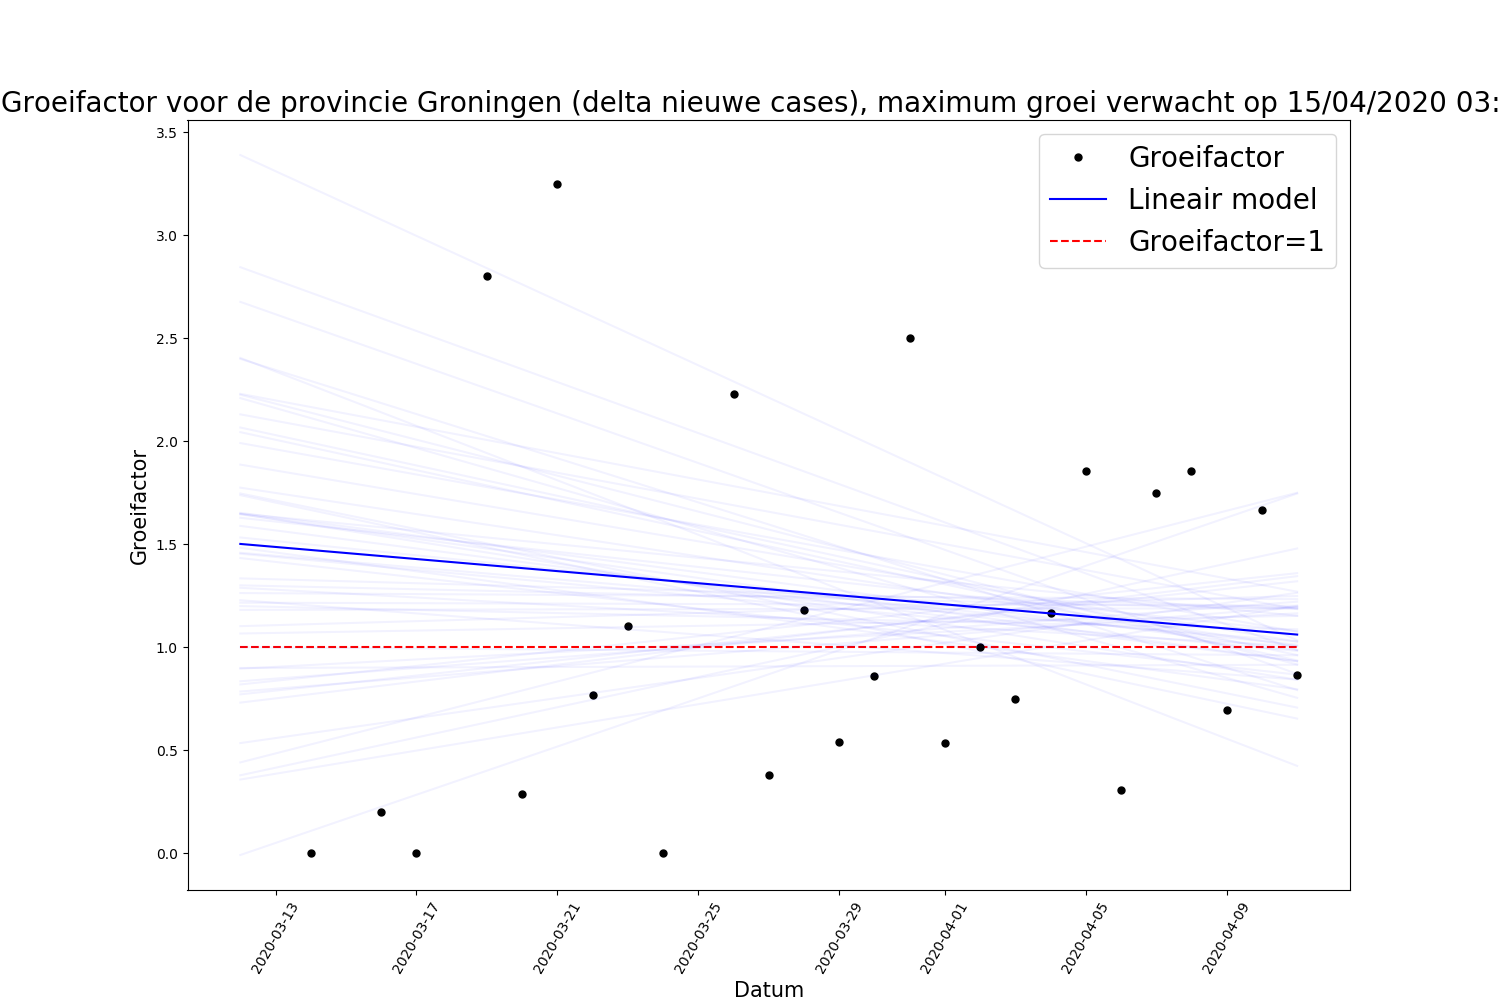 Groeifactor voor de provincie Groningen (delta nieuwe cases), maximum groei verwacht op 15/04/2020 03:
Groeifactor
Lineair model
Groeifactor=1
3.5
3.0
2.5
2.0
1.5
1.0
0.5
0.0
Groeifactor
2020-03-13
2020-03-17
2020-03-21
2020-03-25
2020-03-29
2020-04-01
2020-04-05
2020-04-09
Datum